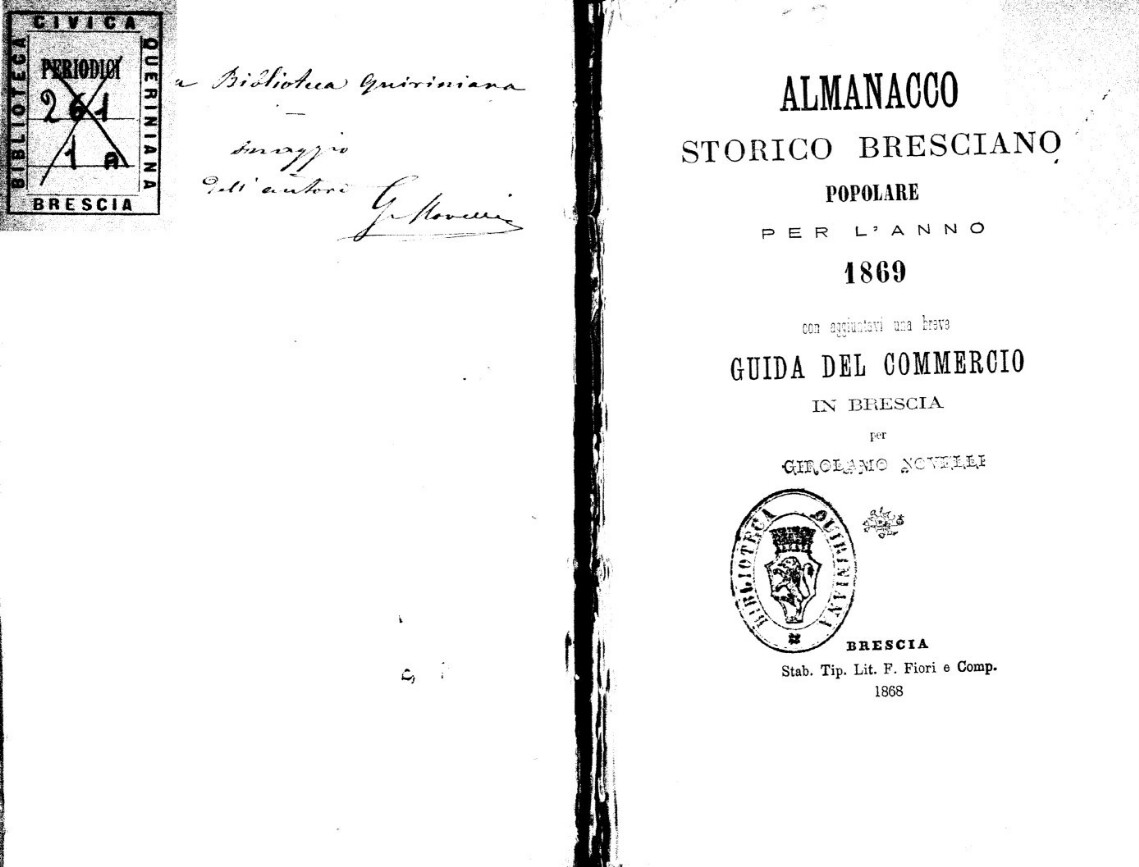 CIVICA
BIBLIOTECA
QUERINIANA
PERIODICI
261
1 A
BRESCIA
a Biblioteca Quiriniana
omaggio
dell'autore
G. Novelli
ALMANACCO
STORICO BRESCIANO
POPOLARE
PER L'ANNO
1869
con aggiuntavi una breve
GUIDA DEL COMMERCIO
IN BRESCIA
per
GIROLAMO NOVELLI
BIBLIOTECA QUIRINIANI
BRESCIA
Stab. Tip. Lit. F. Fiori e Comp.
1868